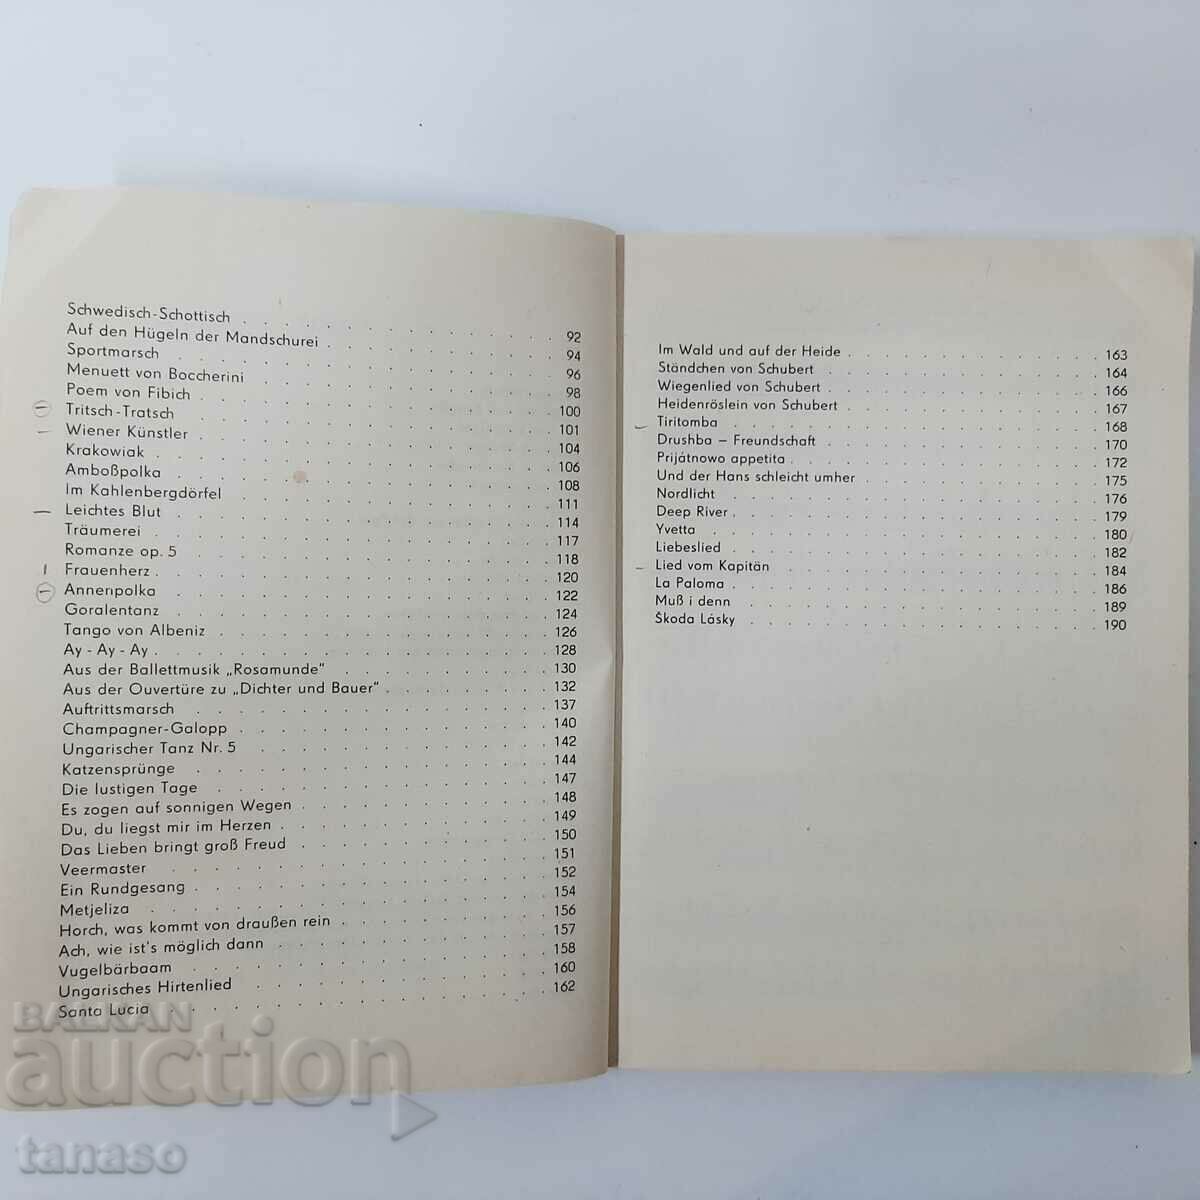 Schwedisch-Schottisch . . . . . 92
Auf den Hügeln der Mandschurei . . . . . 94
Sportmarsch . . . . . 96
Menuett von Boccherini . . . . . 98
Poem von Fibich . . . . . 100
Tritsch-Tratsch . . . . . 101
Wiener Künstler . . . . . 104
Krakowiak . . . . . 106
Amboßpolka . . . . . 108
Im Kahlenbergdörfel . . . . . 111
Leichtes Blut . . . . . 114
Träumerei . . . . . 117
Romanze op. 5 . . . . . 118
Frauenherz . . . . . 120
Annenpolka . . . . . 122
Goralentanz . . . . . 124
Tango von Albeniz . . . . . 126
Ay - Ay - Ay . . . . . 128
Aus der Ballettmusik „Rosamunde“ . . . . . 130
Aus der Ouvertüre zu „Dichter und Bauer“ . . . . . 132
Auftrittsmarsch . . . . . 137
Champagner-Galopp . . . . . 140
Ungarischer Tanz Nr. 5 . . . . . 142
Katzensprünge . . . . . 144
Die lustigen Tage . . . . . 147
Es zogen auf sonnigen Wegen . . . . . 148
Du, du liegst mir im Herzen . . . . . 149
Das Lieben bringt groß Freud . . . . . 150
Veermaster . . . . . 151
Ein Rundgesang . . . . . 152
Metjeliza . . . . . 154
Horch, was kommt von draußen rein . . . . . 156
Ach, wie ist's möglich dann . . . . . 157
Vugelbärbaam . . . . . 158
Ungarisches Hirtenlied . . . . . 160
Santa Lucia . . . . . 162
Im Wald und auf der Heide . . . . . 163
Ständchen von Schubert . . . . . 164
Wiegenlied von Schubert . . . . . 166
Heidenröslein von Schubert . . . . . 167
Tiritomba . . . . . 168
Drushba – Freundschaft . . . . . 170
Prijátnowo appetita . . . . . 172
Und der Hans schleicht umher . . . . . 175
Nordlicht . . . . . 176
Deep River . . . . . 179
Yvetta . . . . . 180
Liebeslied . . . . . 182
Lied vom Kapitän . . . . . 184
La Paloma . . . . . 186
Muß i denn . . . . . 189
Škoda Lásky . . . . . 190
BALKAN
auction
tanaso